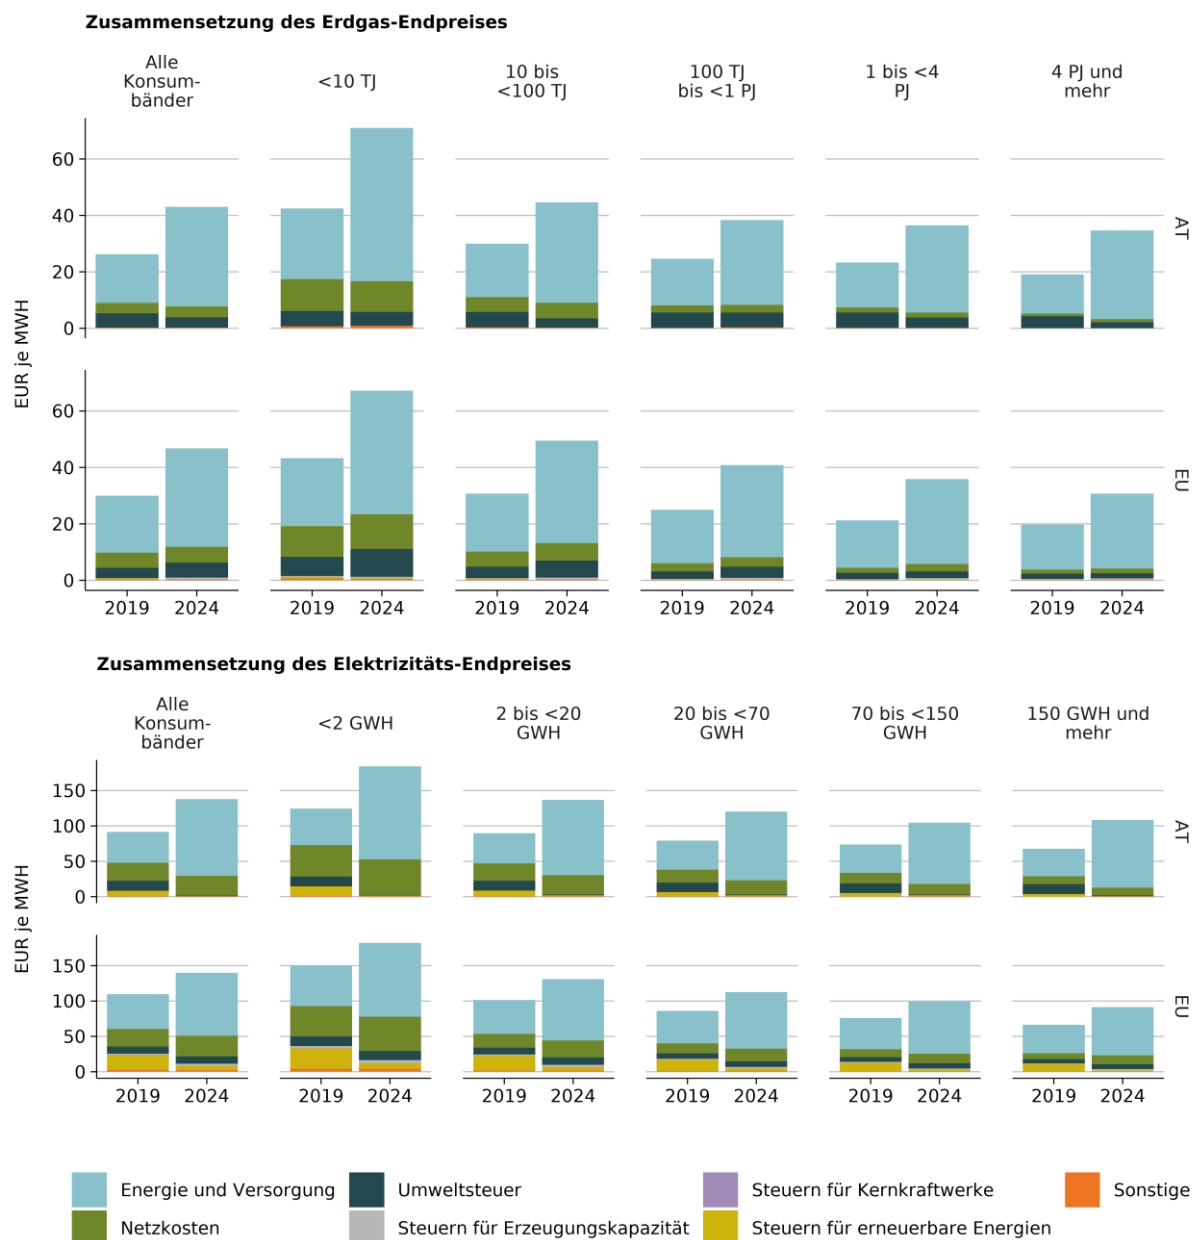 Zusammensetzung des Erdgas-Endpreises
Alle
Konsum-
bänder
<10 TJ
10 bis
<100 TJ
100 TJ
bis <1 PJ
1 bis <4
PJ
4 PJ und
mehr
60
40
20
0
AT
60
40
20
0
EU
EUR je MWH
2019 2024 2019 2024 2019 2024 2019 2024 2019 2024 2019 2024
Zusammensetzung des Elektrizitäts-Endpreises
Alle
Konsum-
bänder
<2 GWH
2 bis <20
GWH
20 bis <70
GWH
70 bis <150
GWH
150 GWH und
mehr
150
100
50
0
AT
150
100
50
0
EU
EUR je MWH
2019 2024 2019 2024 2019 2024 2019 2024 2019 2024 2019 2024
Energie und Versorgung
Umweltsteuer
Steuern für Kernkraftwerke
Sonstige
Netzkosten
Steuern für Erzeugungskapazität
Steuern für erneuerbare Energien